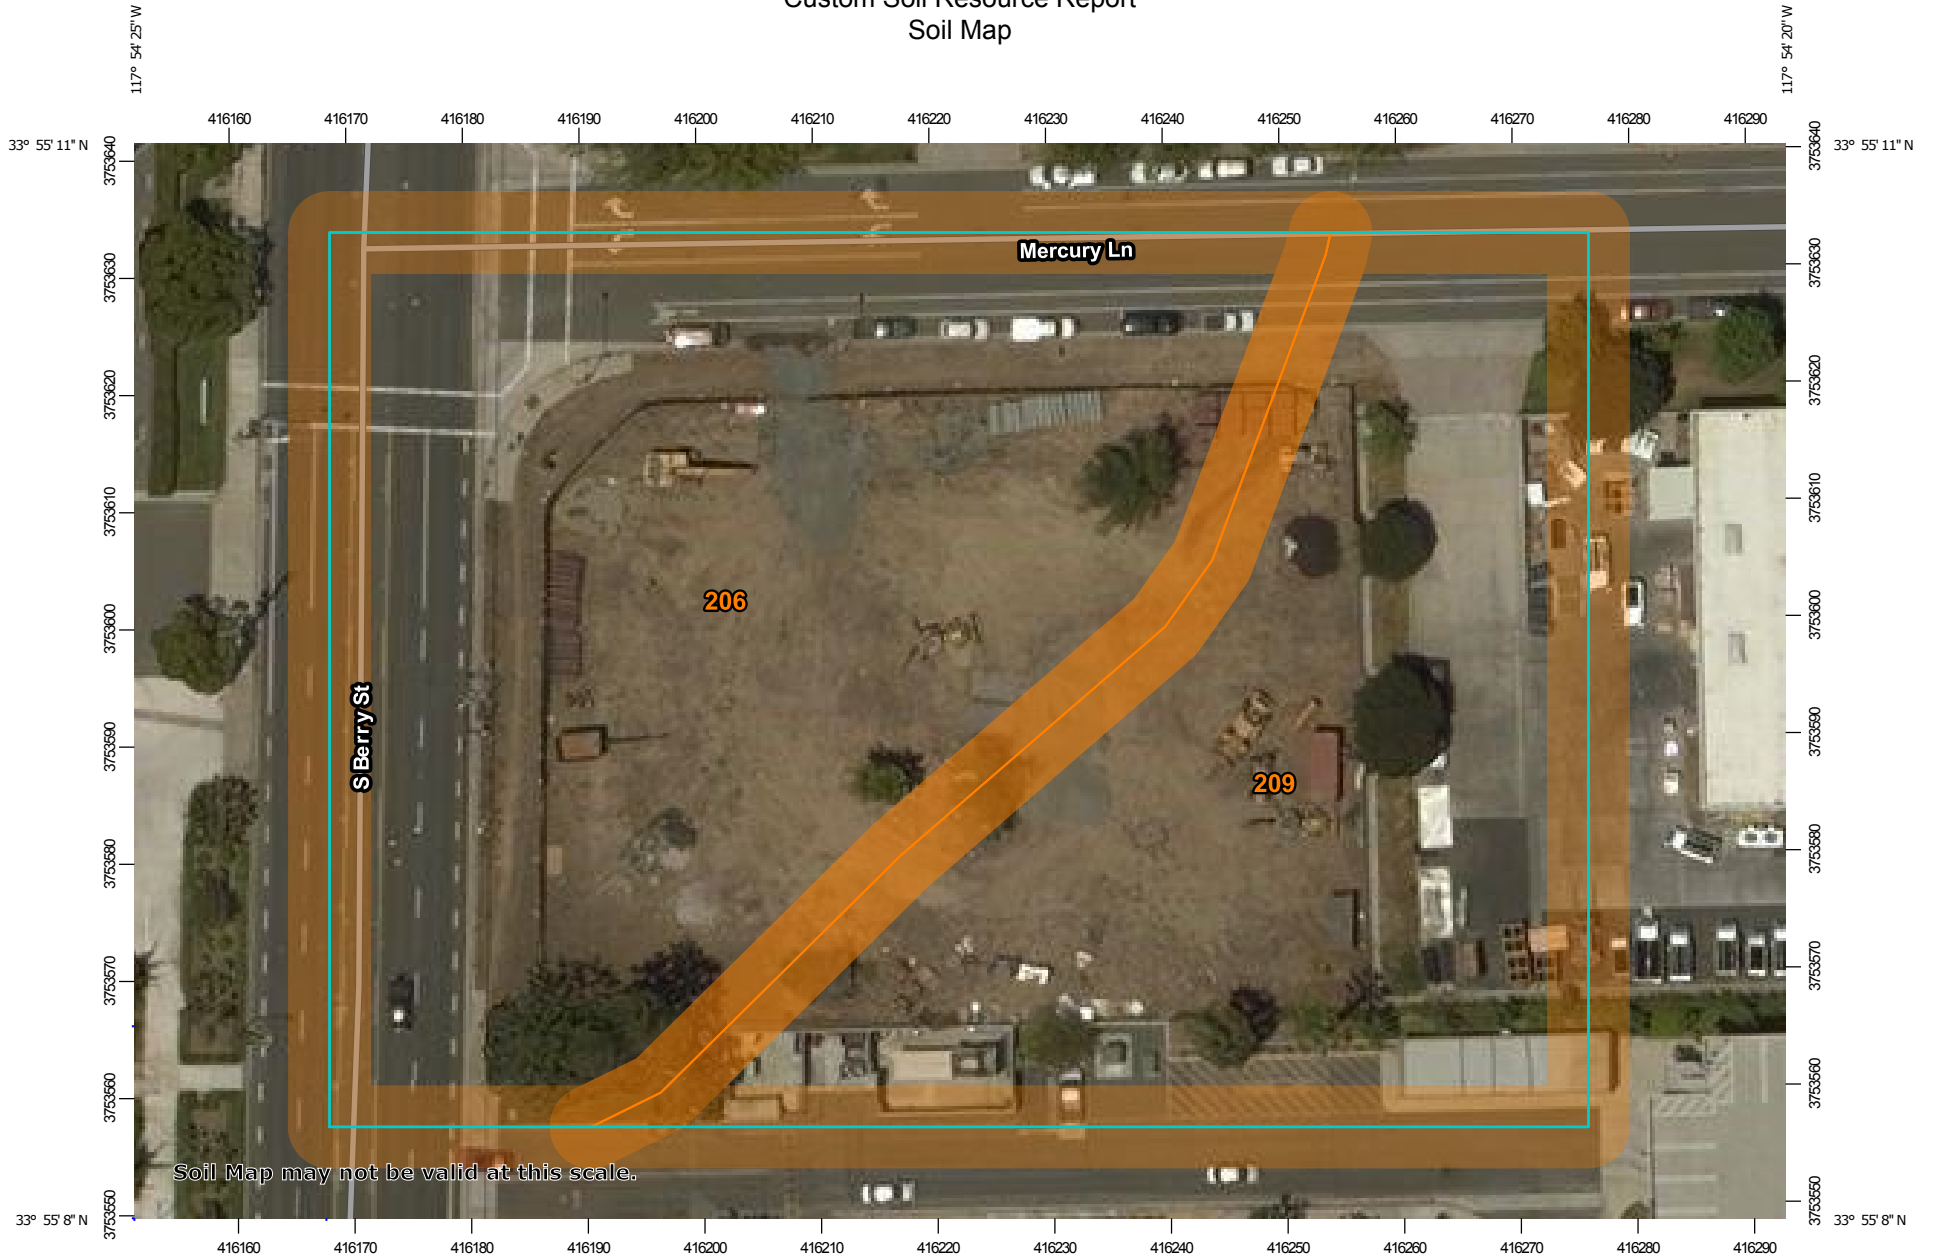 Custom Soil Resource Report
Soil Map
117° 54' 25" W
117° 54' 20" W
416160 416170 416180 416190 416200 416210 416220 416230 416240 416250 416260 416270 416280 416290
33° 55' 11" N
33° 55' 11" N
3753640
3753640
Mercury Ln
3753630
3753630
3753620
3753620
3753610
3753610
206
3753600
3753600
S Berry St
3753590
3753590
209
3753580
3753580
3753570
3753570
3753560
3753560
Soil Map may not be valid at this scale.
3753550
3753550
33° 55' 8" N
33° 55' 8" N
416160 416170 416180 416190 416200 416210 416220 416230 416240 416250 416260 416270 416280 416290